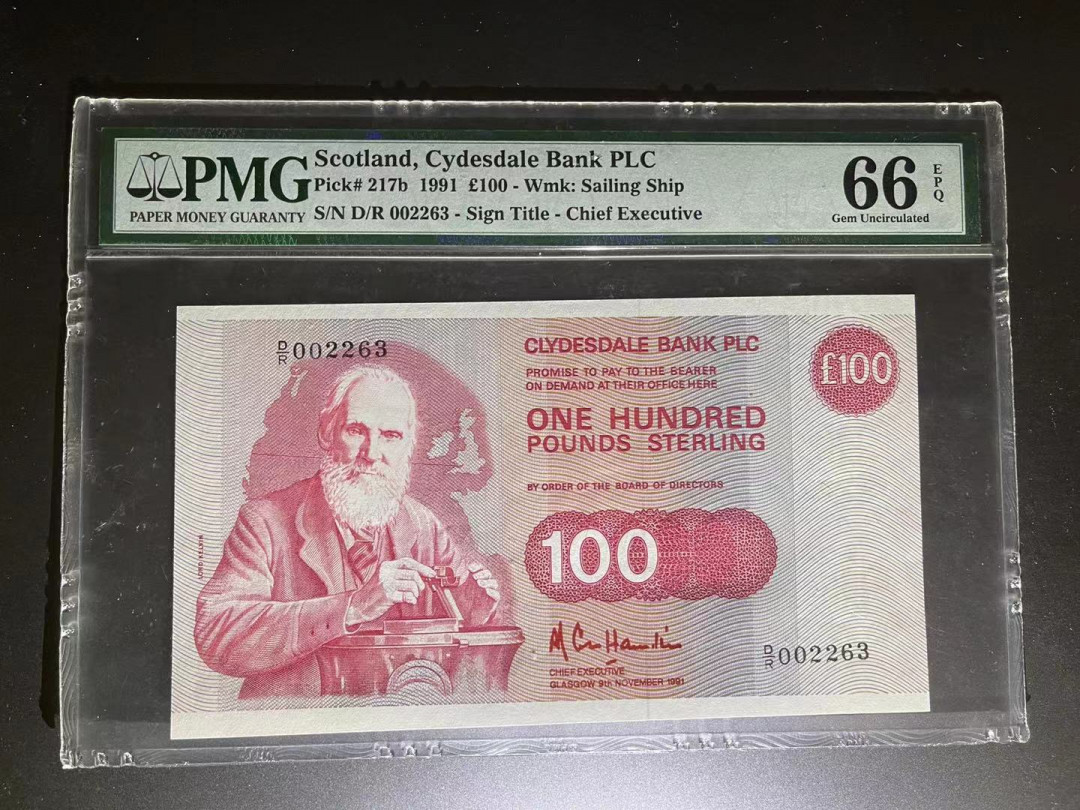 PMG
PAPER MONEY GUARANTY
Scotland, Cydesdale Bank PLC
Pick# 217b 1991 £100 - Wmk: Sailing Ship
S/N D/R 002263 - Sign Title - Chief Executive
66 EPQ
Gem Uncirculated
D/R 002263
CLYDESDALE BANK PLC
£100
PROMISE TO PAY TO THE BEARER
ON DEMAND AT THEIR OFFICE HERE
ONE HUNDRED
POUNDS STERLING
BY ORDER OF THE BOARD OF DIRECTORS
LORD KELVIN
100
CHIEF EXECUTIVE
GLASGOW 9th NOVEMBER 1991
D/R 002263